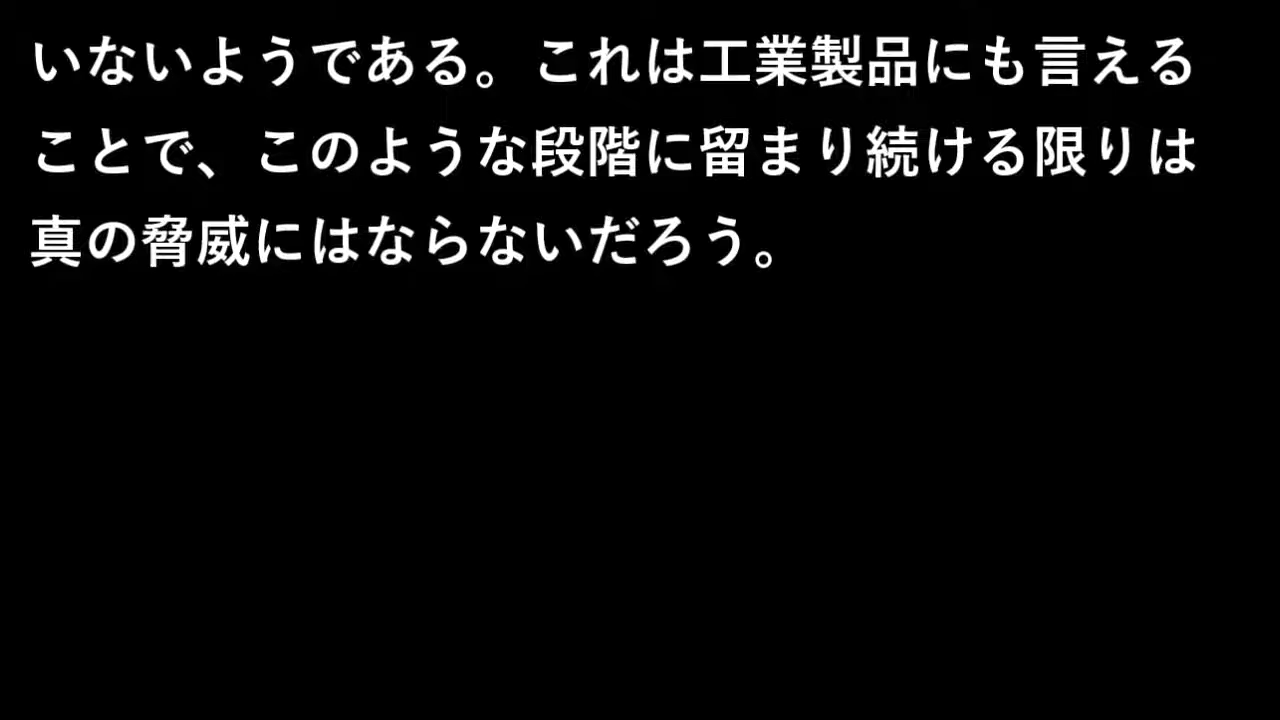 いないようである。これは工業製品にも言える
ことで、このような段階に留まり続ける限りは
真の脅威にはならないだろう。